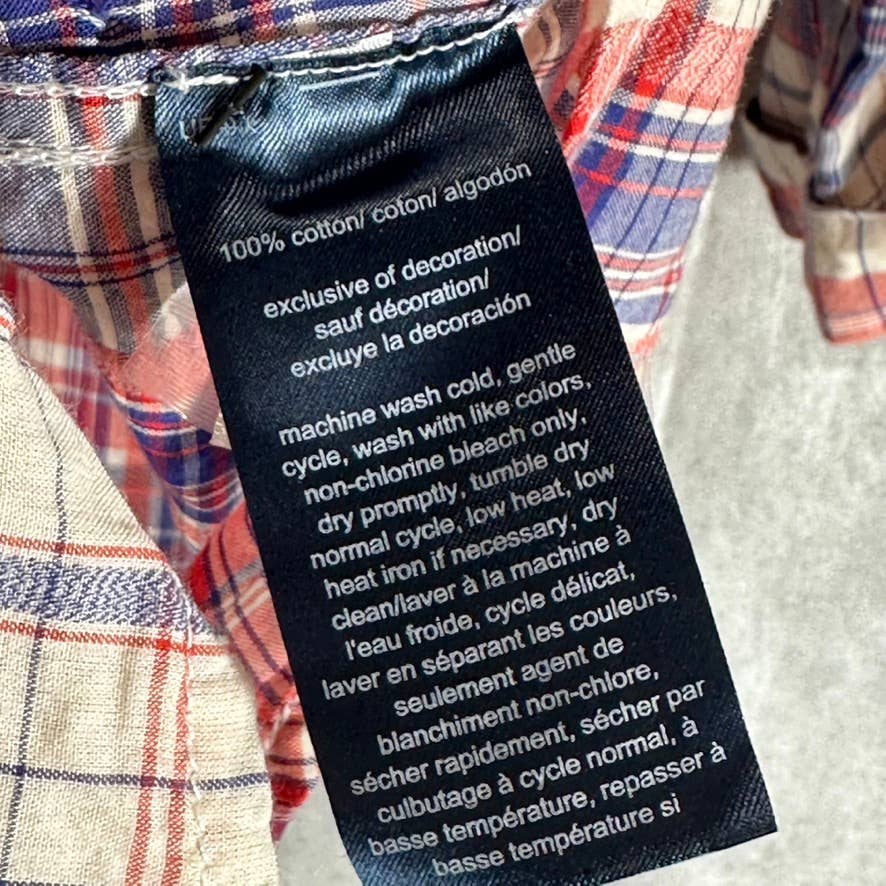 100% cotton/ coton/ algodón
exclusive of decoration/
sauf décoration/
excluye la decoración
machine wash cold, gentle
cycle, wash with like colors,
non-chlorine bleach only,
dry promptly, tumble dry
normal cycle, low heat, low
heat iron if necessary, dry
clean/laver à la machine à
l'eau froide, cycle délicat,
laver en séparant les couleurs,
seulement agent de
blanchiment non-chlore,
sécher rapidement, sécher par
culbutage à cycle normal, à
basse température, repasser à
basse température si